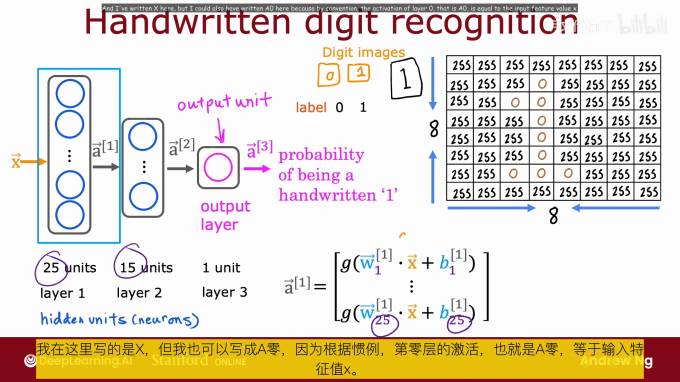 And I've written X here, but I could also have written A0 here because by convention, the activation of layer 0, that is A0, is equal to the input feature value x
Handwritten digit recognition
bilibili
Digit images
0 1
label 0 1
1
output unit
x⃗ a⃗[1] a⃗[2] a⃗[3]
probability
of being a
handwritten ‘1’
output
layer
25 units 15 units 1 unit
layer 1 layer 2 layer 3
hidden units (neurons)
255 255 255 255 255 255 255 255
255 255 255 0 255 255 255
255 255 0 0 255 255 255 255
255 255 255 0 255 255 255 255
255 255 255 0 255 255 255 255
255 255 255 0 255 255 255 255
255 255 0 0 0 255 255 255
255 255 255 255 255 255 255 255
8
8
a⃗[1] = [g(w⃗1[1] · x⃗ + b1[1])
⋮
g(w⃗25[1] · x⃗ + b25[1])]
DeepLearning.AI Stanford ONLINE Andrew Ng
我在这里写的是X，但我也可以写成A零，因为根据惯例，第零层的激活，也就是A零，等于输入特
征值x。